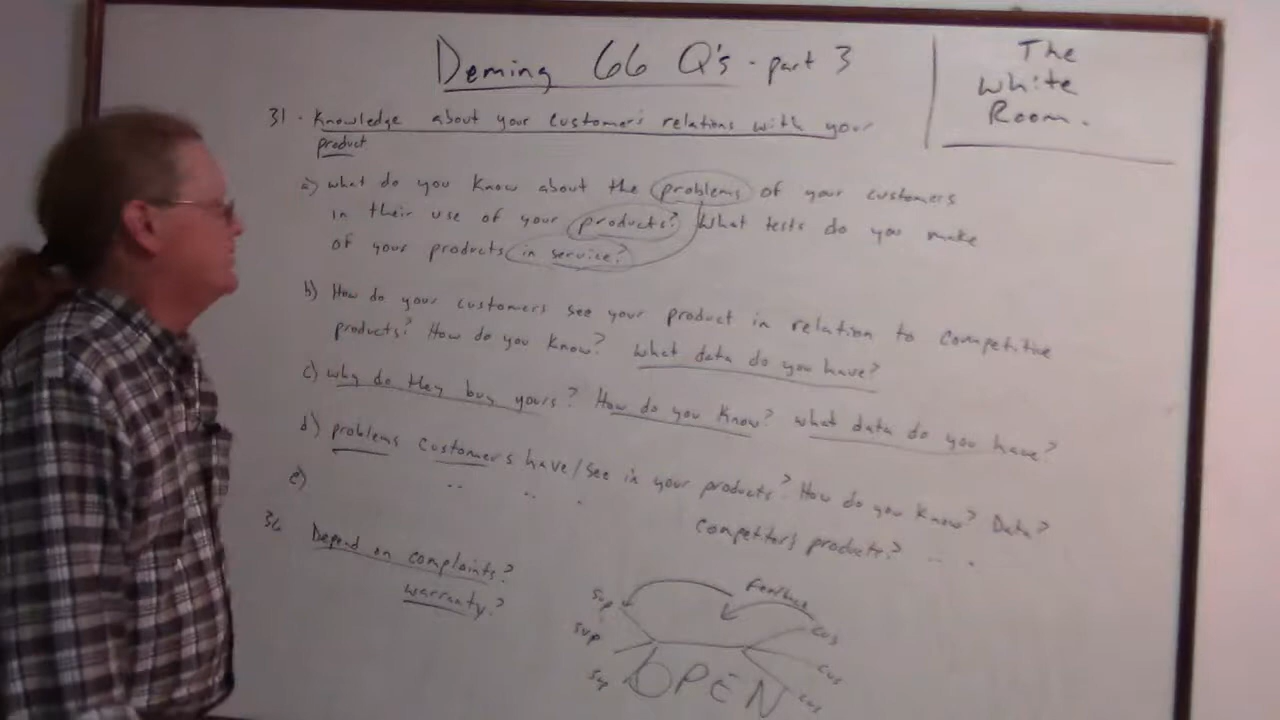 Deming 66 Q's - part 3
The
White
Room.
31. Knowledge about your customer's relations with your
product
a) what do you know about the problems of your customers
in their use of your products? What tests do you make
of your products in service?
b) How do your customers see your product in relation to competitive
products? How do you know? What data do you have?
c) why do they buy yours? How do you know? what data do you have?
d) problems customers have/see in your products? How do you know? Data?
e) " " " competitors products? " "
36 Depend on complaints?
warranty?
Feedback
sup
sup
sup
cus
cus
cus
OPEN